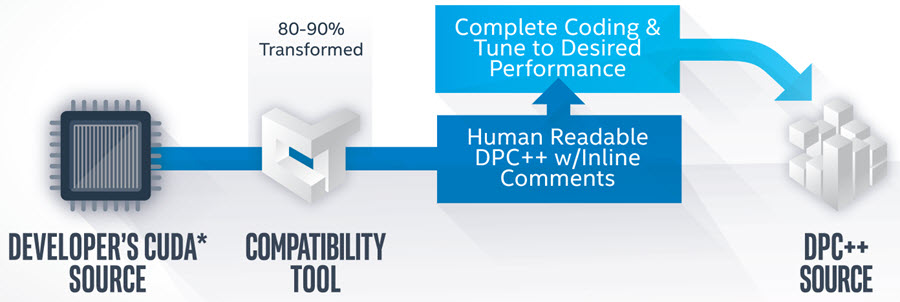 80-90%
Transformed
Complete Coding &
Tune to Desired
Performance
Human Readable
DPC++ w/Inline
Comments
DEVELOPER'S CUDA*
SOURCE
COMPATIBILITY
TOOL
DPC++
SOURCE